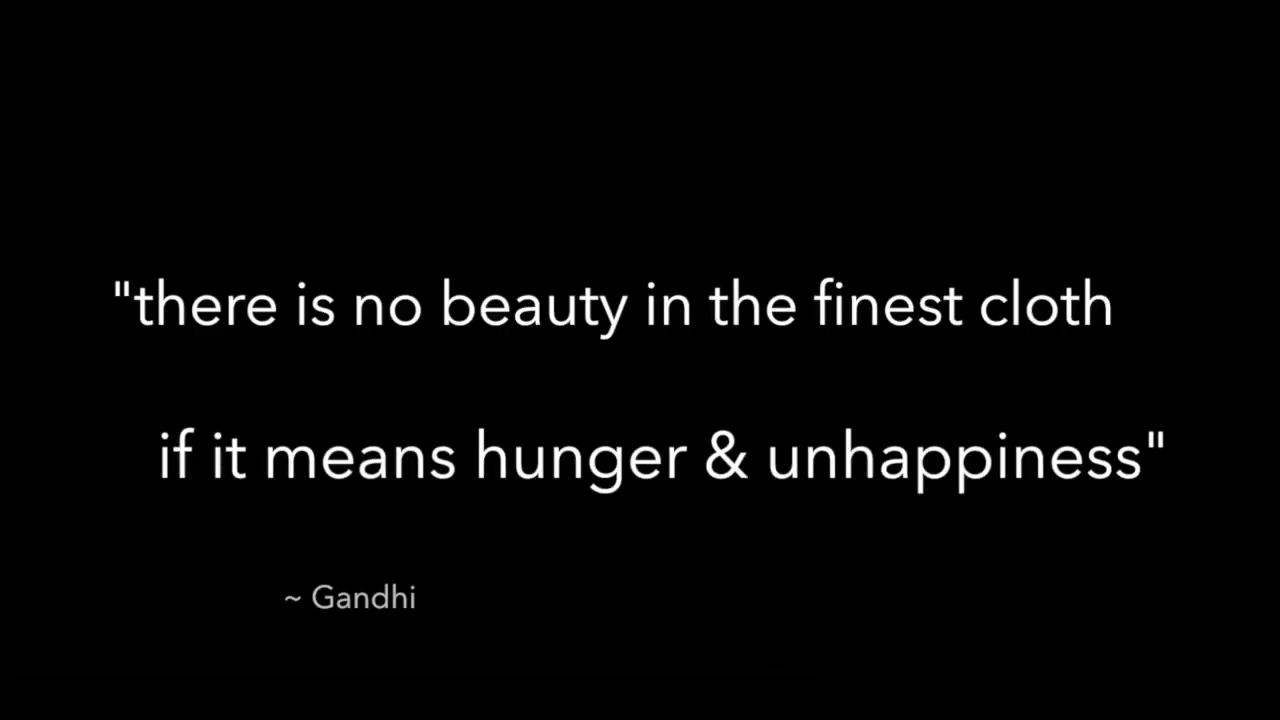 "there is no beauty in the finest cloth
if it means hunger & unhappiness"
~ Gandhi